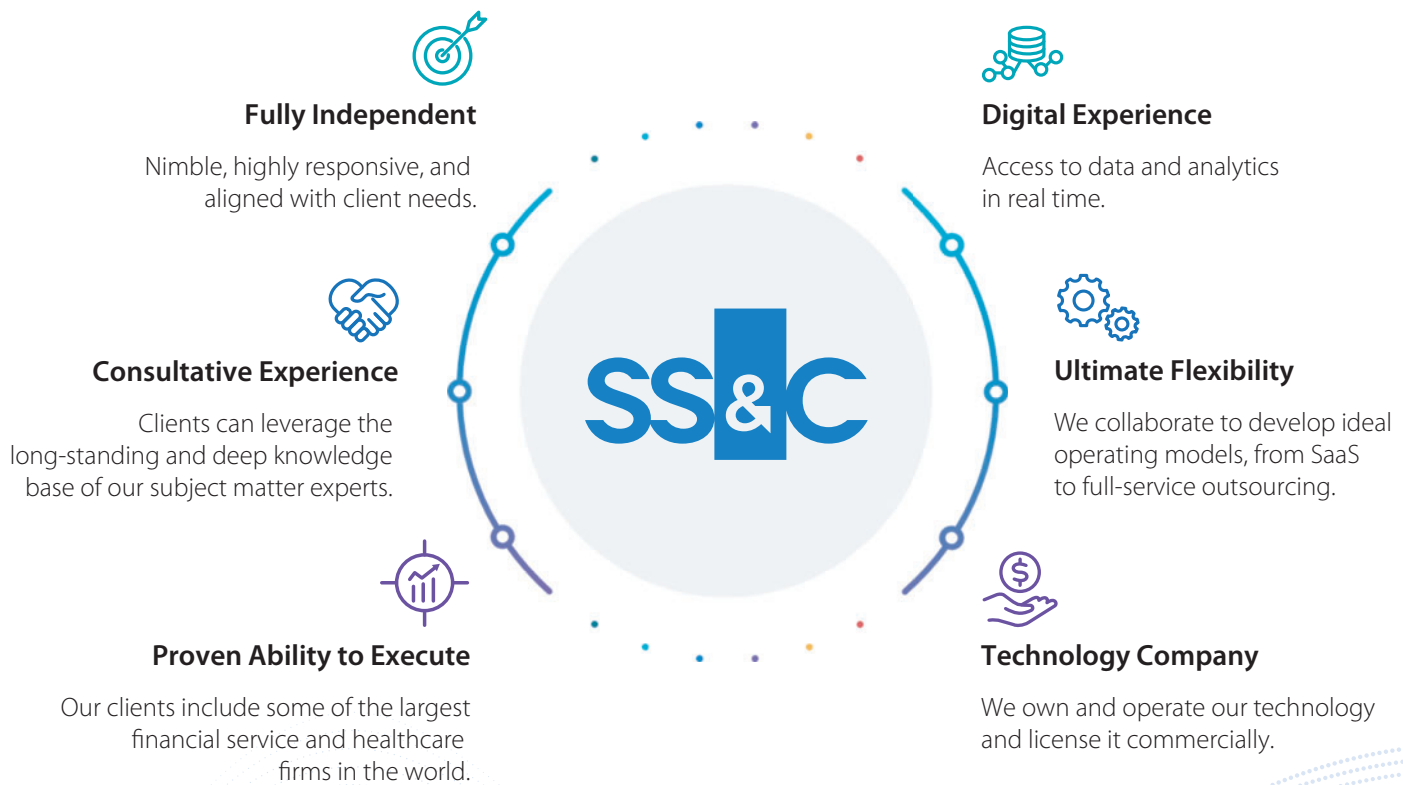 Fully Independent
Nimble, highly responsive, and
aligned with client needs.
Consultative Experience
Clients can leverage the
long-standing and deep knowledge
base of our subject matter experts.
Proven Ability to Execute
Our clients include some of the largest
financial service and healthcare
firms in the world.
SS&C
Digital Experience
Access to data and analytics
in real time.
Ultimate Flexibility
We collaborate to develop ideal
operating models, from SaaS
to full-service outsourcing.
$
Technology Company
We own and operate our technology
and license it commercially.